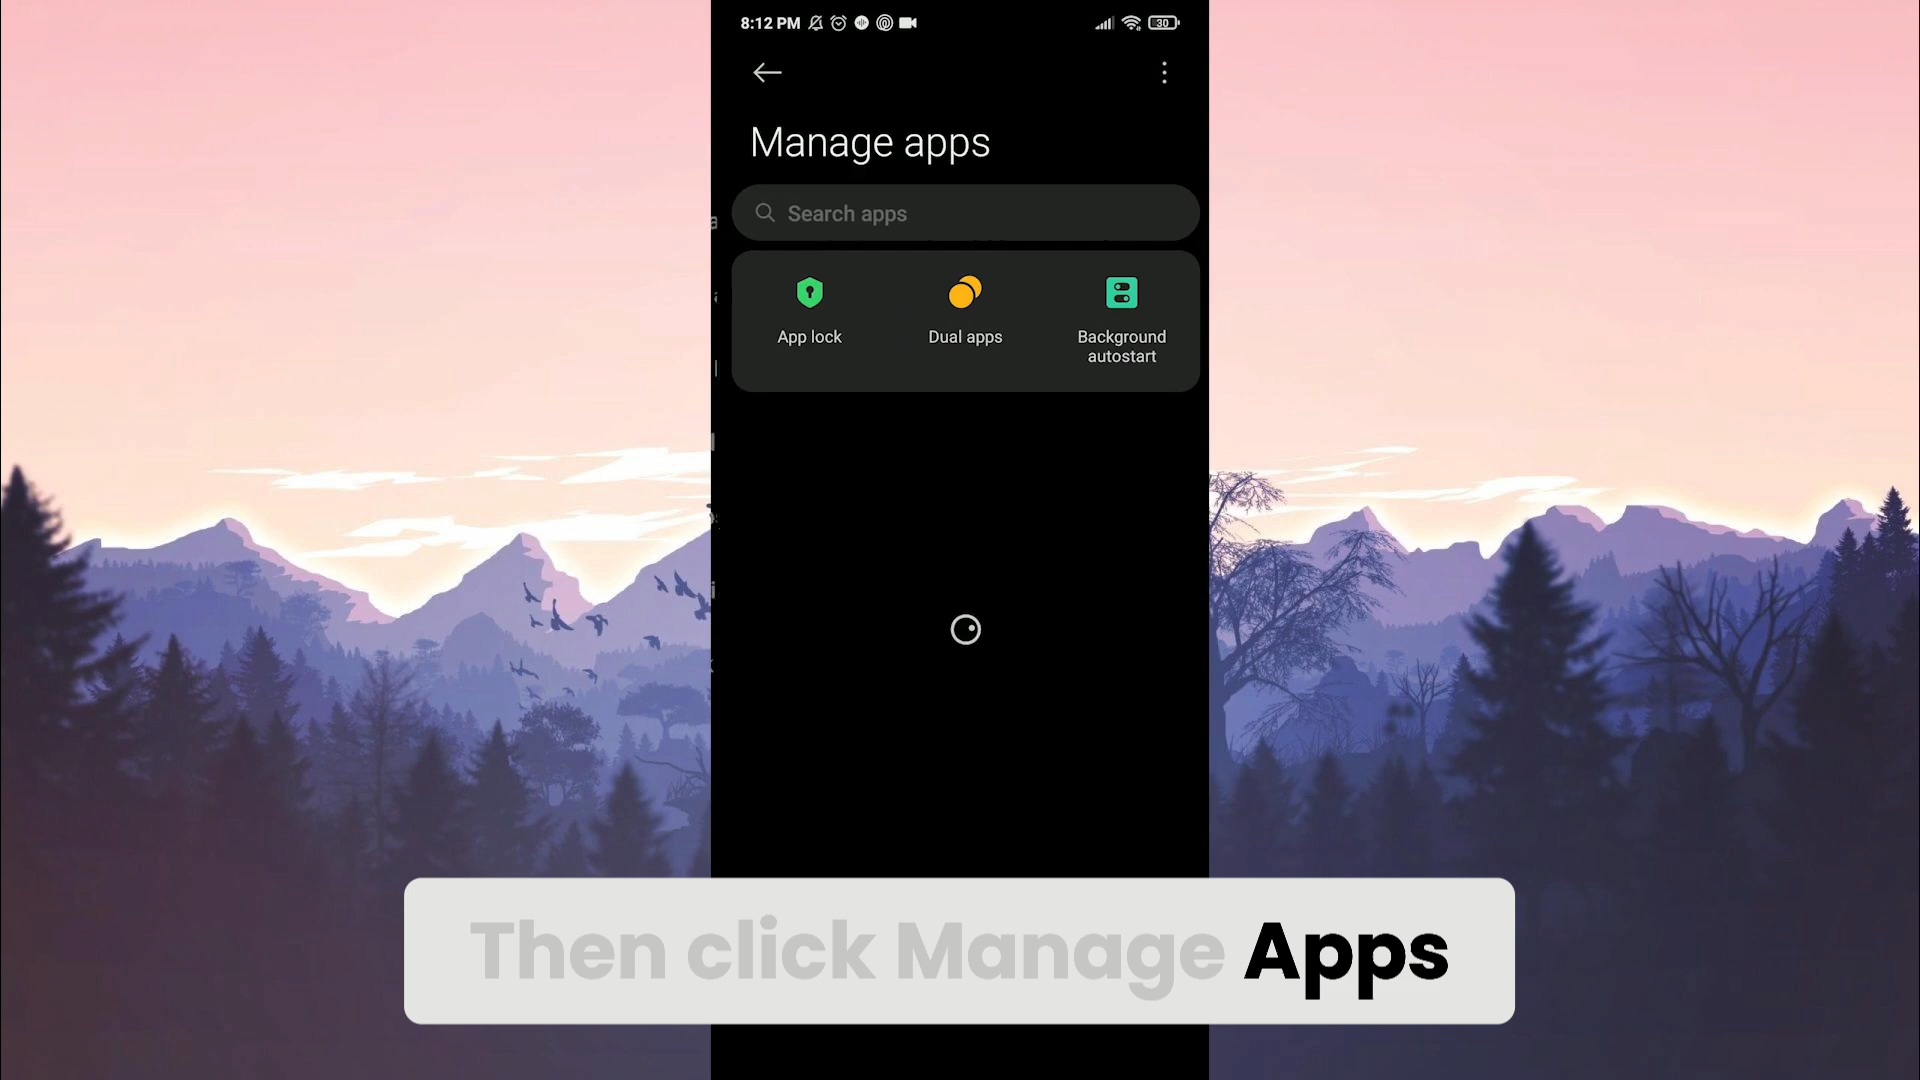 8:12 PM
30
Manage apps
Search apps
App lock
Dual apps
Background
autostart
Then click Manage Apps